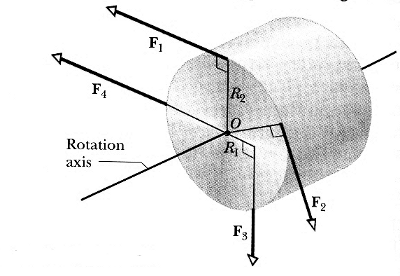 F₁
F₄
R₂
O
Rotation
axis
R₁
F₂
F₃